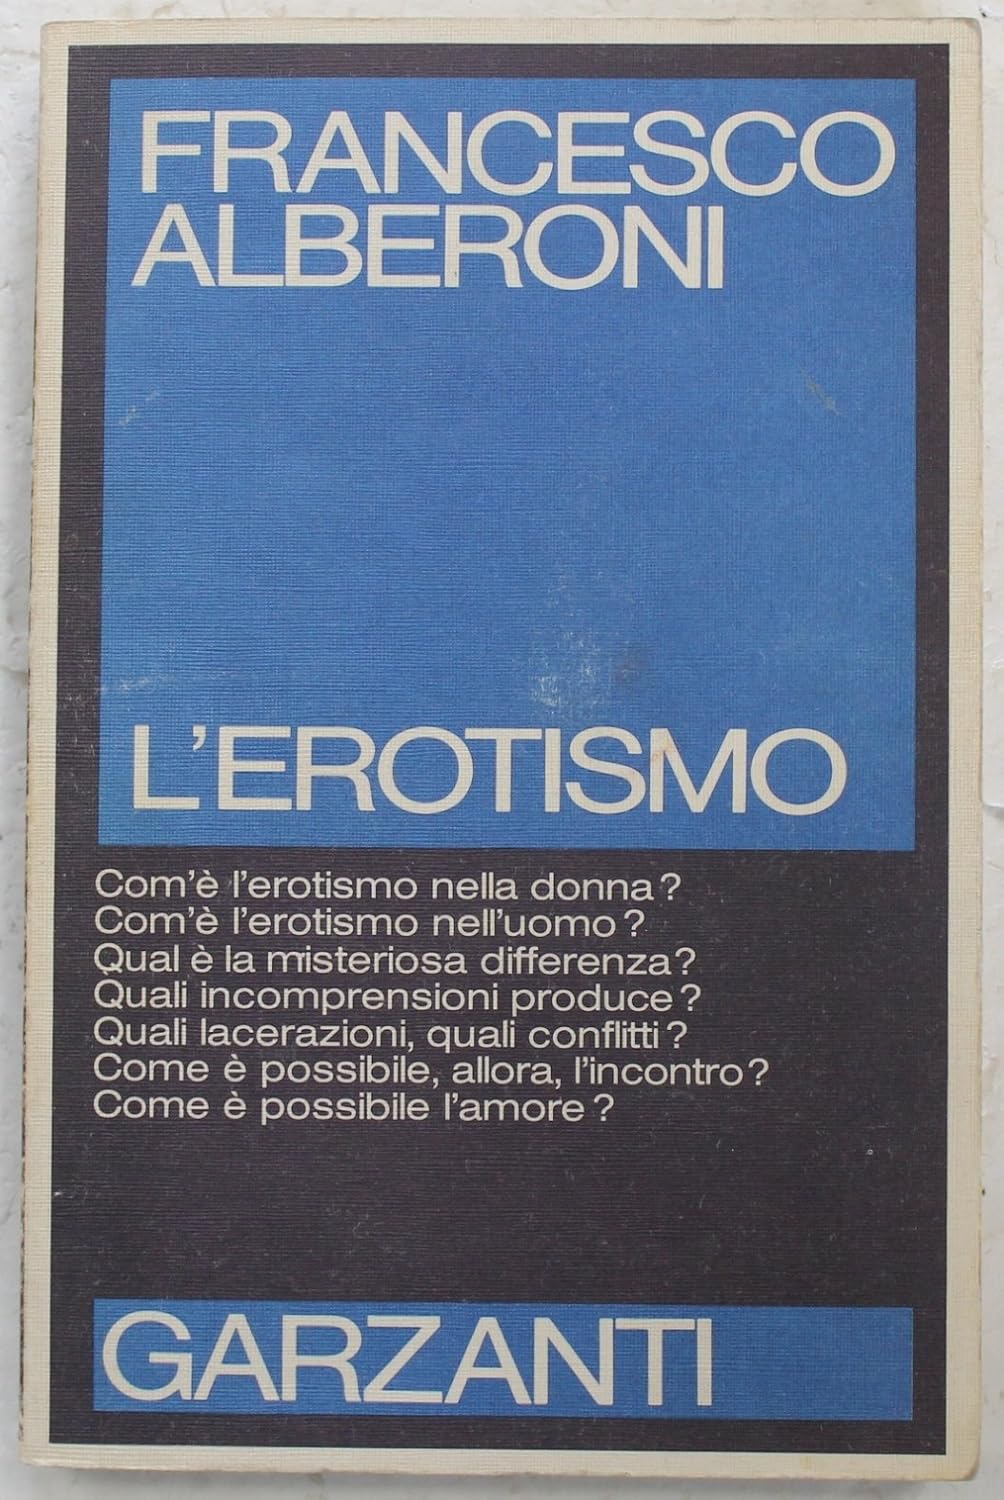 FRANCESCO
ALBERONI
L'EROTISMO
Com'è l'erotismo nella donna?
Com'è l'erotismo nell'uomo?
Qual è la misteriosa differenza?
Quali incomprensioni produce?
Quali lacerazioni, quali conflitti?
Come è possibile, allora, l'incontro?
Come è possibile l'amore?
GARZANTI